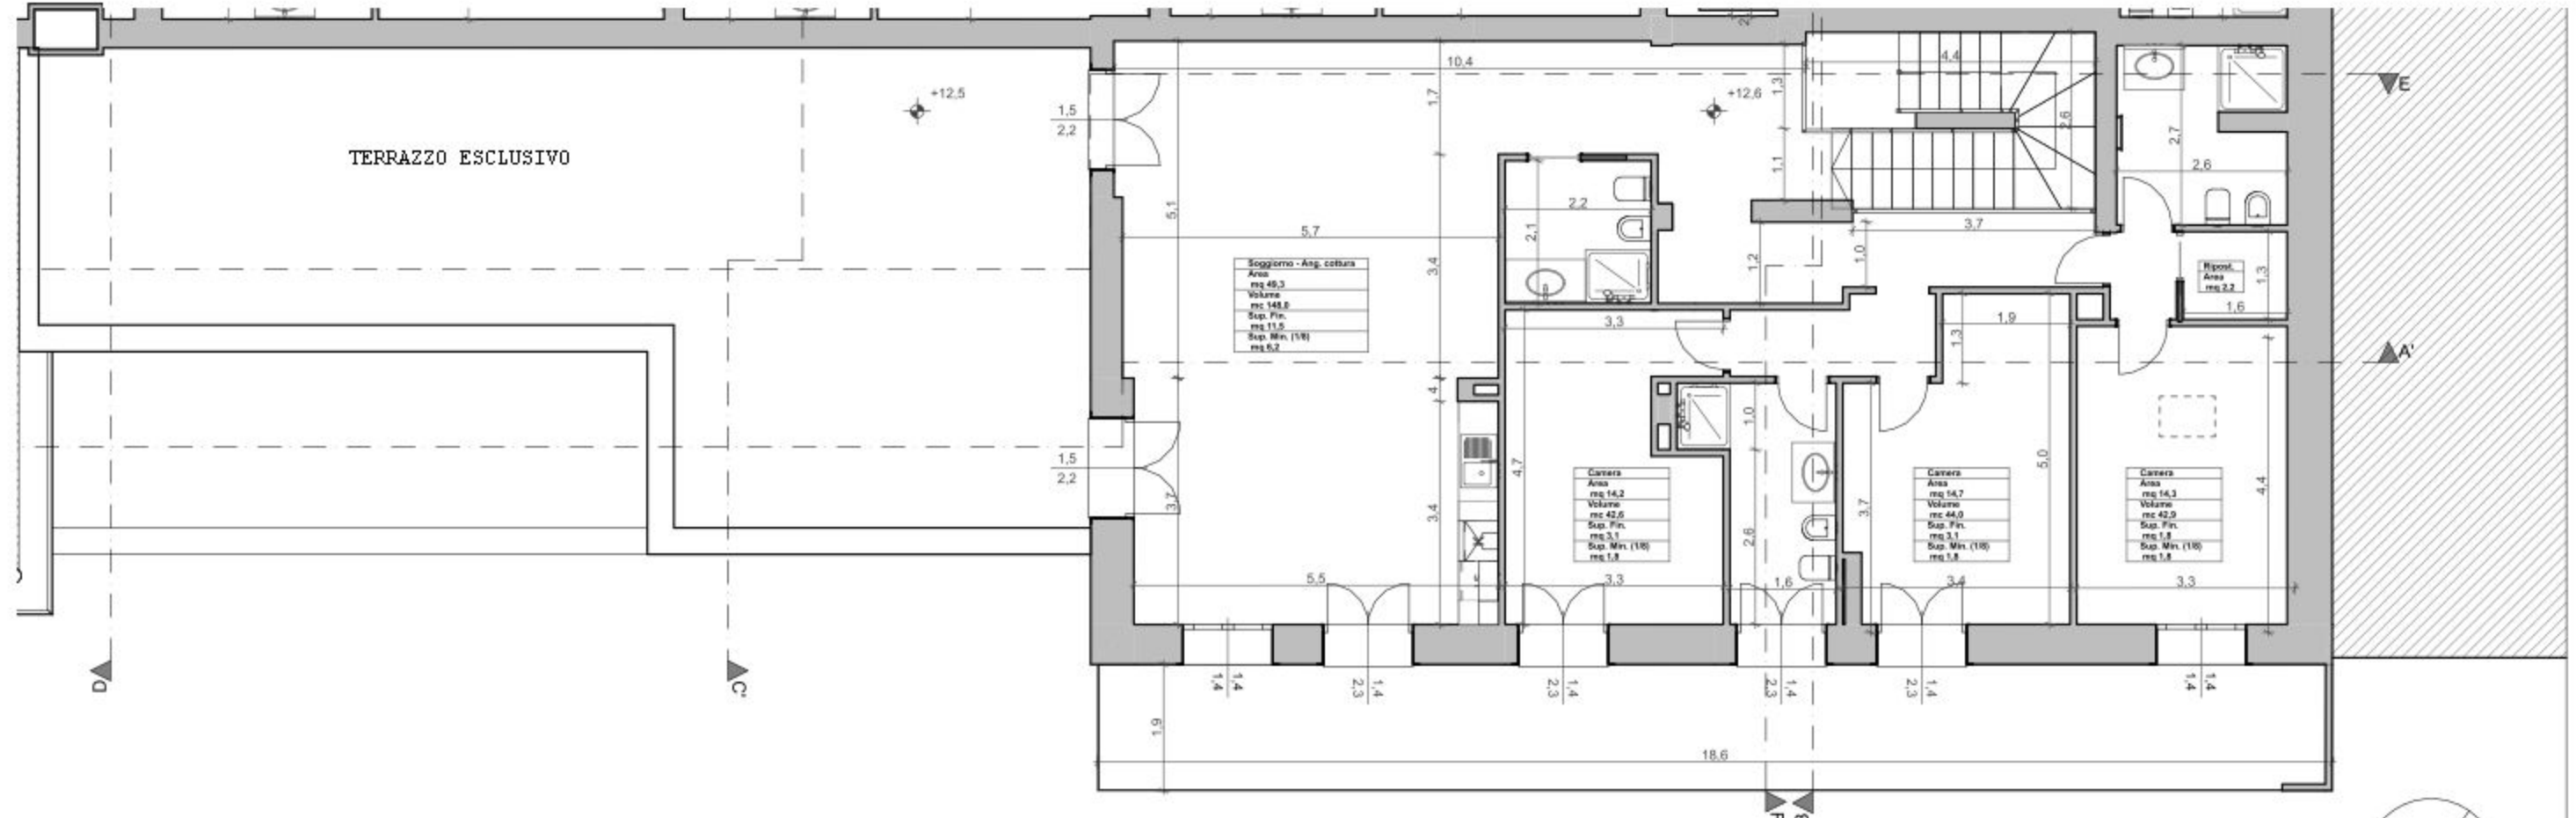 10,4
4,4
E
+12,5
+12,6
1,7
1,3
2,6
1,5
2,2
TERRAZZO ESCLUSIVO
2,7
1,1
2,6
5,1
2,2
2,1
5,7
3,7
3,4
1,2
1,0
Soggiorno - Ang. cottura
Area
mq 49,3
Volume
mc 148,0
Sup. Fin.
mq 11,5
Sup. Min. (1/8)
mq 6,2
Ripost.
Area
mq 2,2
1,3
1,6
3,3
1,9
1,3
A'
4
1,0
1,5
2,2
4,7
5,0
4,4
3,7
3,4
3,7
2,6
Camera
Area
mq 14,2
Volume
mc 42,6
Sup. Fin.
mq 3,1
Sup. Min. (1/8)
mq 1,8
Camera
Area
mq 14,7
Volume
mc 44,0
Sup. Fin.
mq 3,1
Sup. Min. (1/8)
mq 1,8
Camera
Area
mq 14,3
Volume
mc 42,9
Sup. Fin.
mq 1,8
Sup. Min. (1/8)
mq 1,8
5,5
3,3
1,6
3,4
3,3
D
C'
1,4
1,4
1,4
2,3
1,4
2,3
1,4
2,3
1,4
2,3
1,4
1,4
1,9
18,6